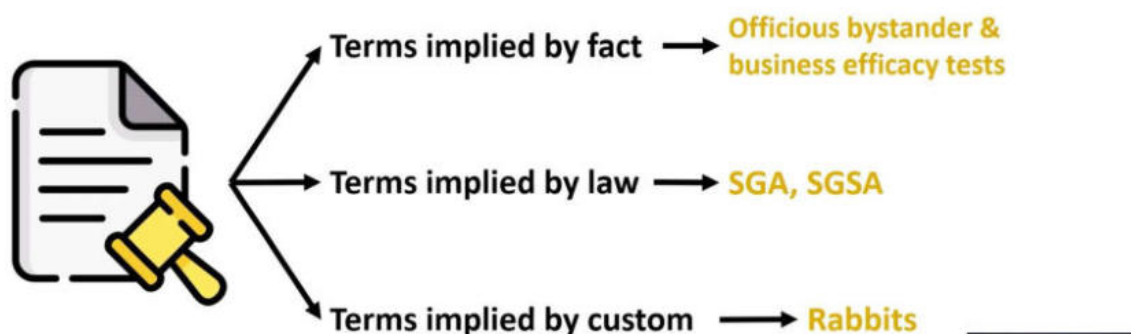 Terms implied by fact
Officious bystander &
business efficacy tests
Terms implied by law
SGA, SGSA
Terms implied by custom
Rabbits